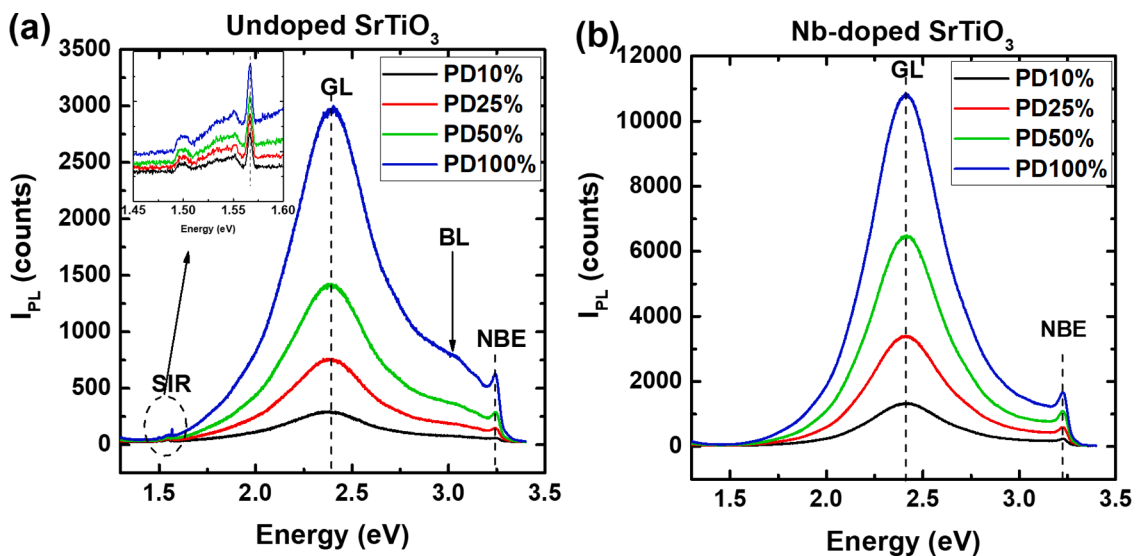 (a)
Undoped SrTiO₃
3500
3000
2500
2000
1500
1000
500
0
I_PL (counts)
1.5
2.0
2.5
3.0
3.5
Energy (eV)
1.45
1.50
1.55
1.60
Energy (eV)
GL
BL
NBE
SIR
PD10%
PD25%
PD50%
PD100%
(b)
Nb-doped SrTiO₃
12000
10000
8000
6000
4000
2000
0
I_PL (counts)
1.5
2.0
2.5
3.0
3.5
Energy (eV)
GL
NBE
PD10%
PD25%
PD50%
PD100%